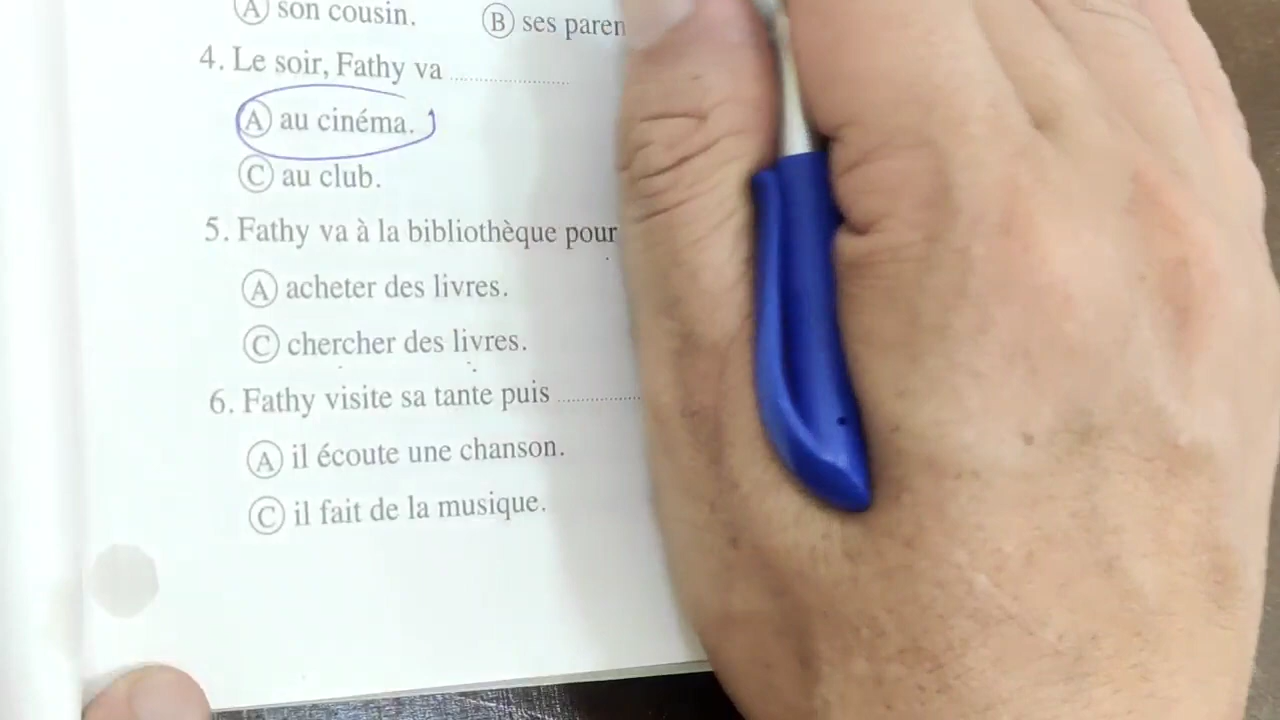 Ⓐ son cousin. Ⓑ ses paren
4. Le soir, Fathy va ....................
Ⓐ au cinéma.
Ⓒ au club.
5. Fathy va à la bibliothèque pour
Ⓐ acheter des livres.
Ⓒ chercher des livres.
6. Fathy visite sa tante puis ..............
Ⓐ il écoute une chanson.
Ⓒ il fait de la musique.